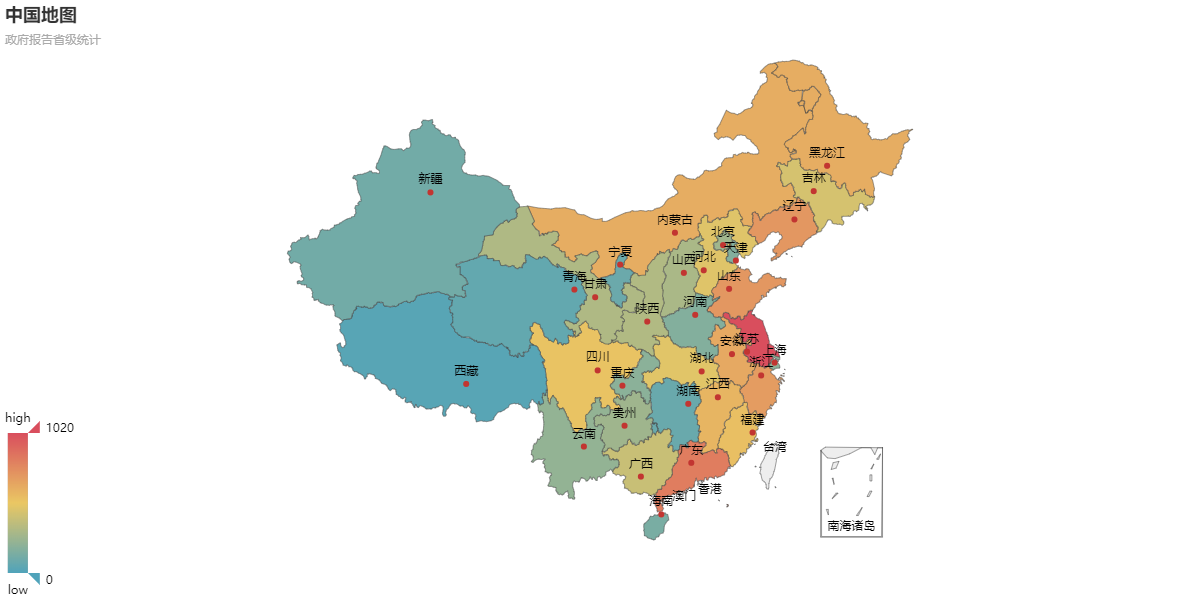 中国地图
政府报告省级统计
黑龙江
吉林
新疆
辽宁
内蒙古
北京
天津
宁夏
山西
河北
青海
甘肃
山东
河南
陕西
安徽
江苏
上海
四川
湖北
浙江
西藏
重庆
湖南
江西
贵州
福建
云南
台湾
广东
广西
香港
澳门
海南
南海诸岛
high
1020
0
low